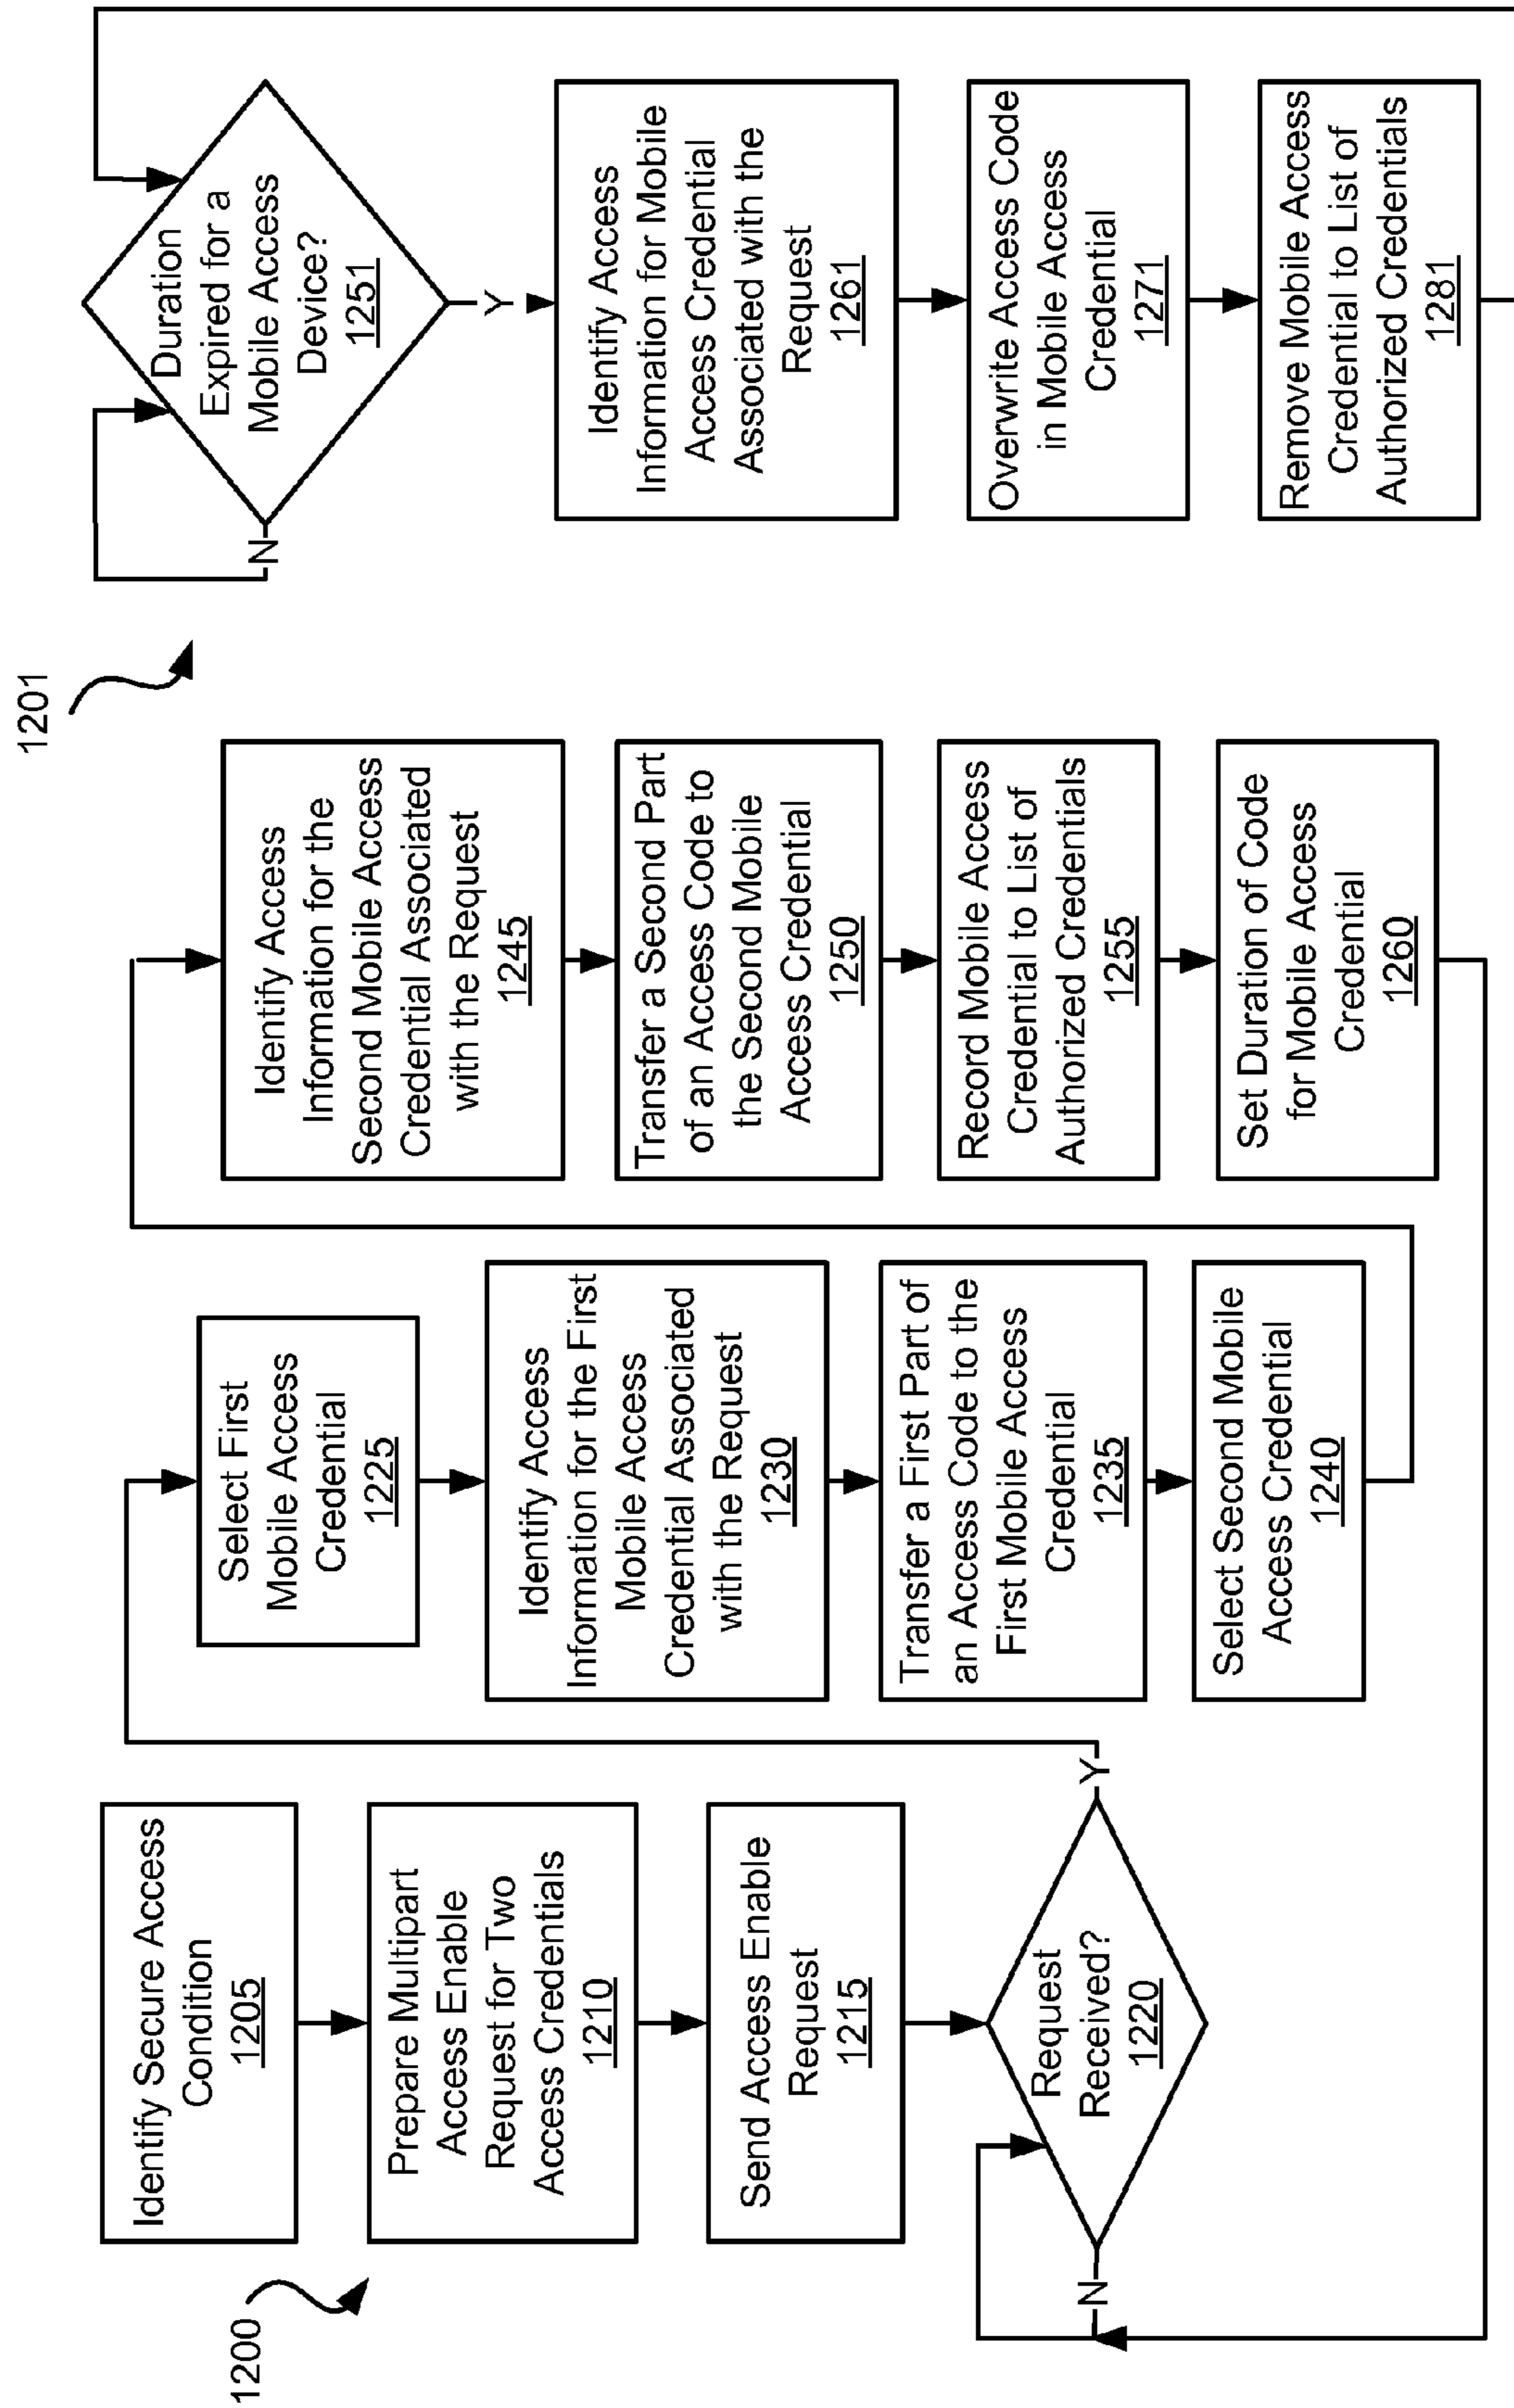 1200
Identify Secure Access
Condition
1205
Prepare Multipart
Access Enable
Request for Two
Access Credentials
1210
Send Access Enable
Request
1215
Request
Received?
1220
N
Y
Select First
Mobile Access
Credential
1225
Identify Access
Information for the First
Mobile Access
Credential Associated
with the Request
1230
Transfer a First Part of
an Access Code to the
First Mobile Access
Credential
1235
Select Second Mobile
Access Credential
1240
Identify Access
Information for the
Second Mobile Access
Credential Associated
with the Request
1245
Transfer a Second Part
of an Access Code to
the Second Mobile
Access Credential
1250
Record Mobile Access
Credential to List of
Authorized Credentials
1255
Set Duration of Code
for Mobile Access
Credential
1260
1201
Duration
Expired for a
Mobile Access
Device?
1251
N
Y
Identify Access
Information for Mobile
Access Credential
Associated with the
Request
1261
Overwrite Access Code
in Mobile Access
Credential
1271
Remove Mobile Access
Credential to List of
Authorized Credentials
1281